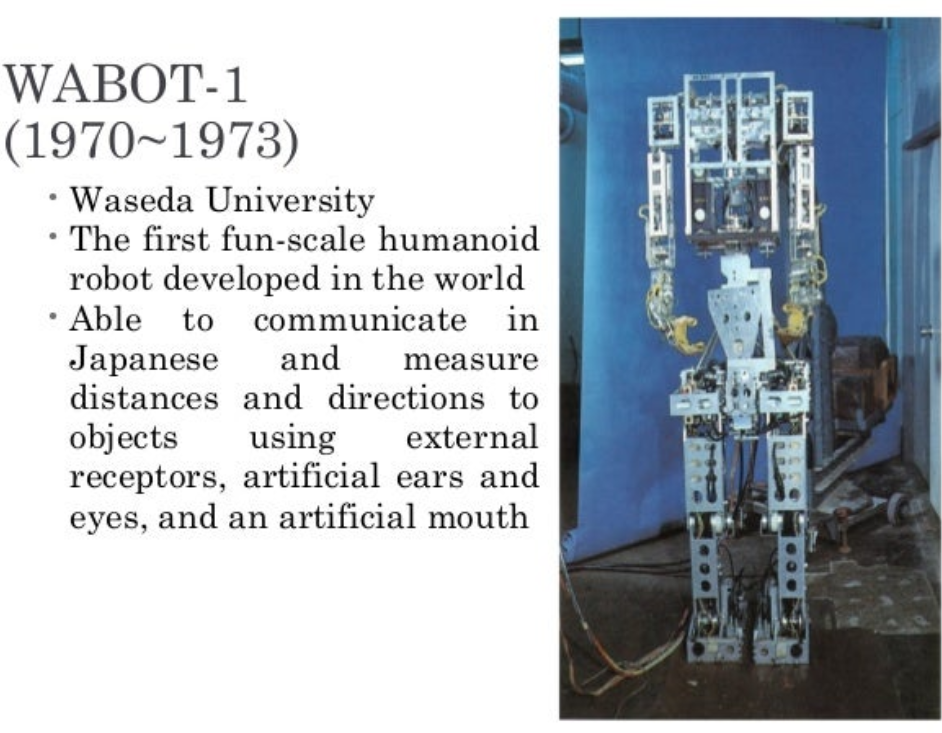 WABOT-1
(1970~1973)
• Waseda University
• The first fun-scale humanoid
robot developed in the world
• Able to communicate in
Japanese and measure
distances and directions to
objects using external
receptors, artificial ears and
eyes, and an artificial mouth